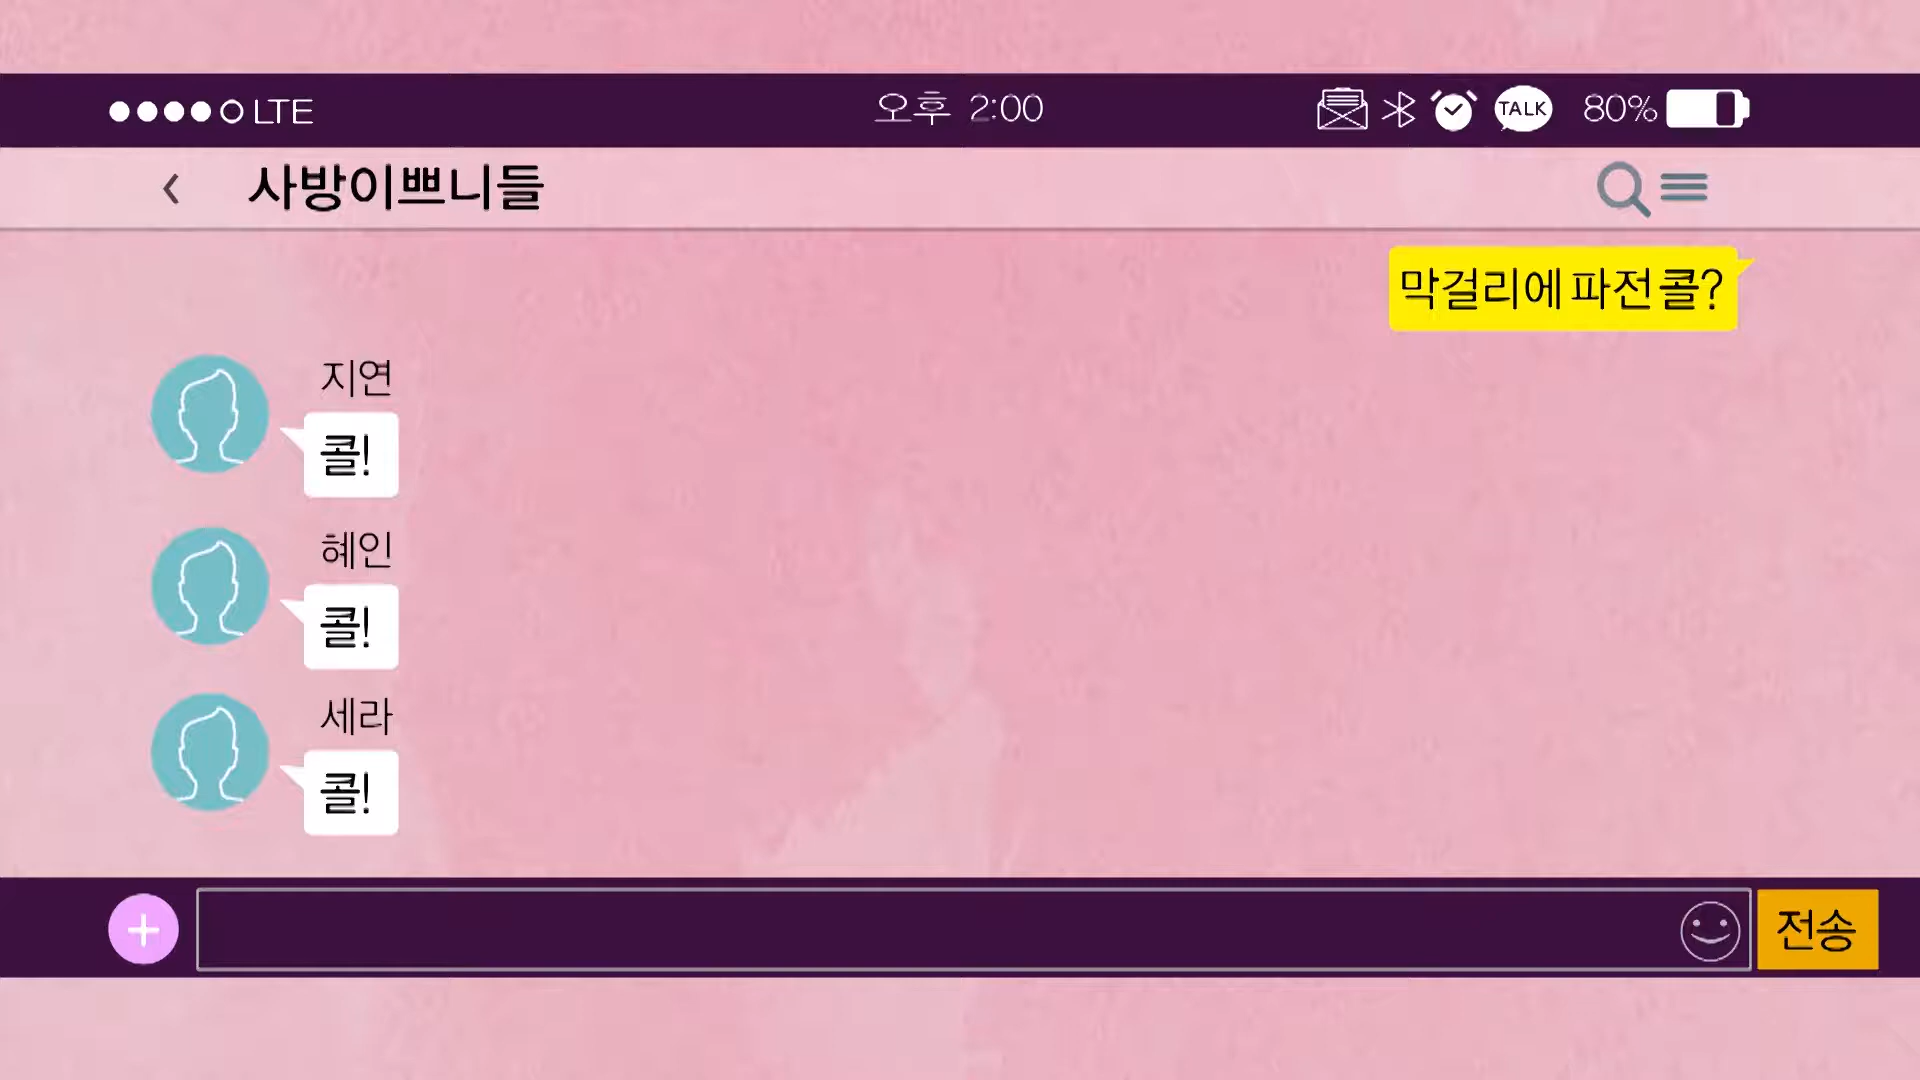 LTE
오후 2:00
TALK
80%
사방이쁘니들
막걸리에 파전 콜?
지연
콜!
혜인
콜!
세라
콜!
전송